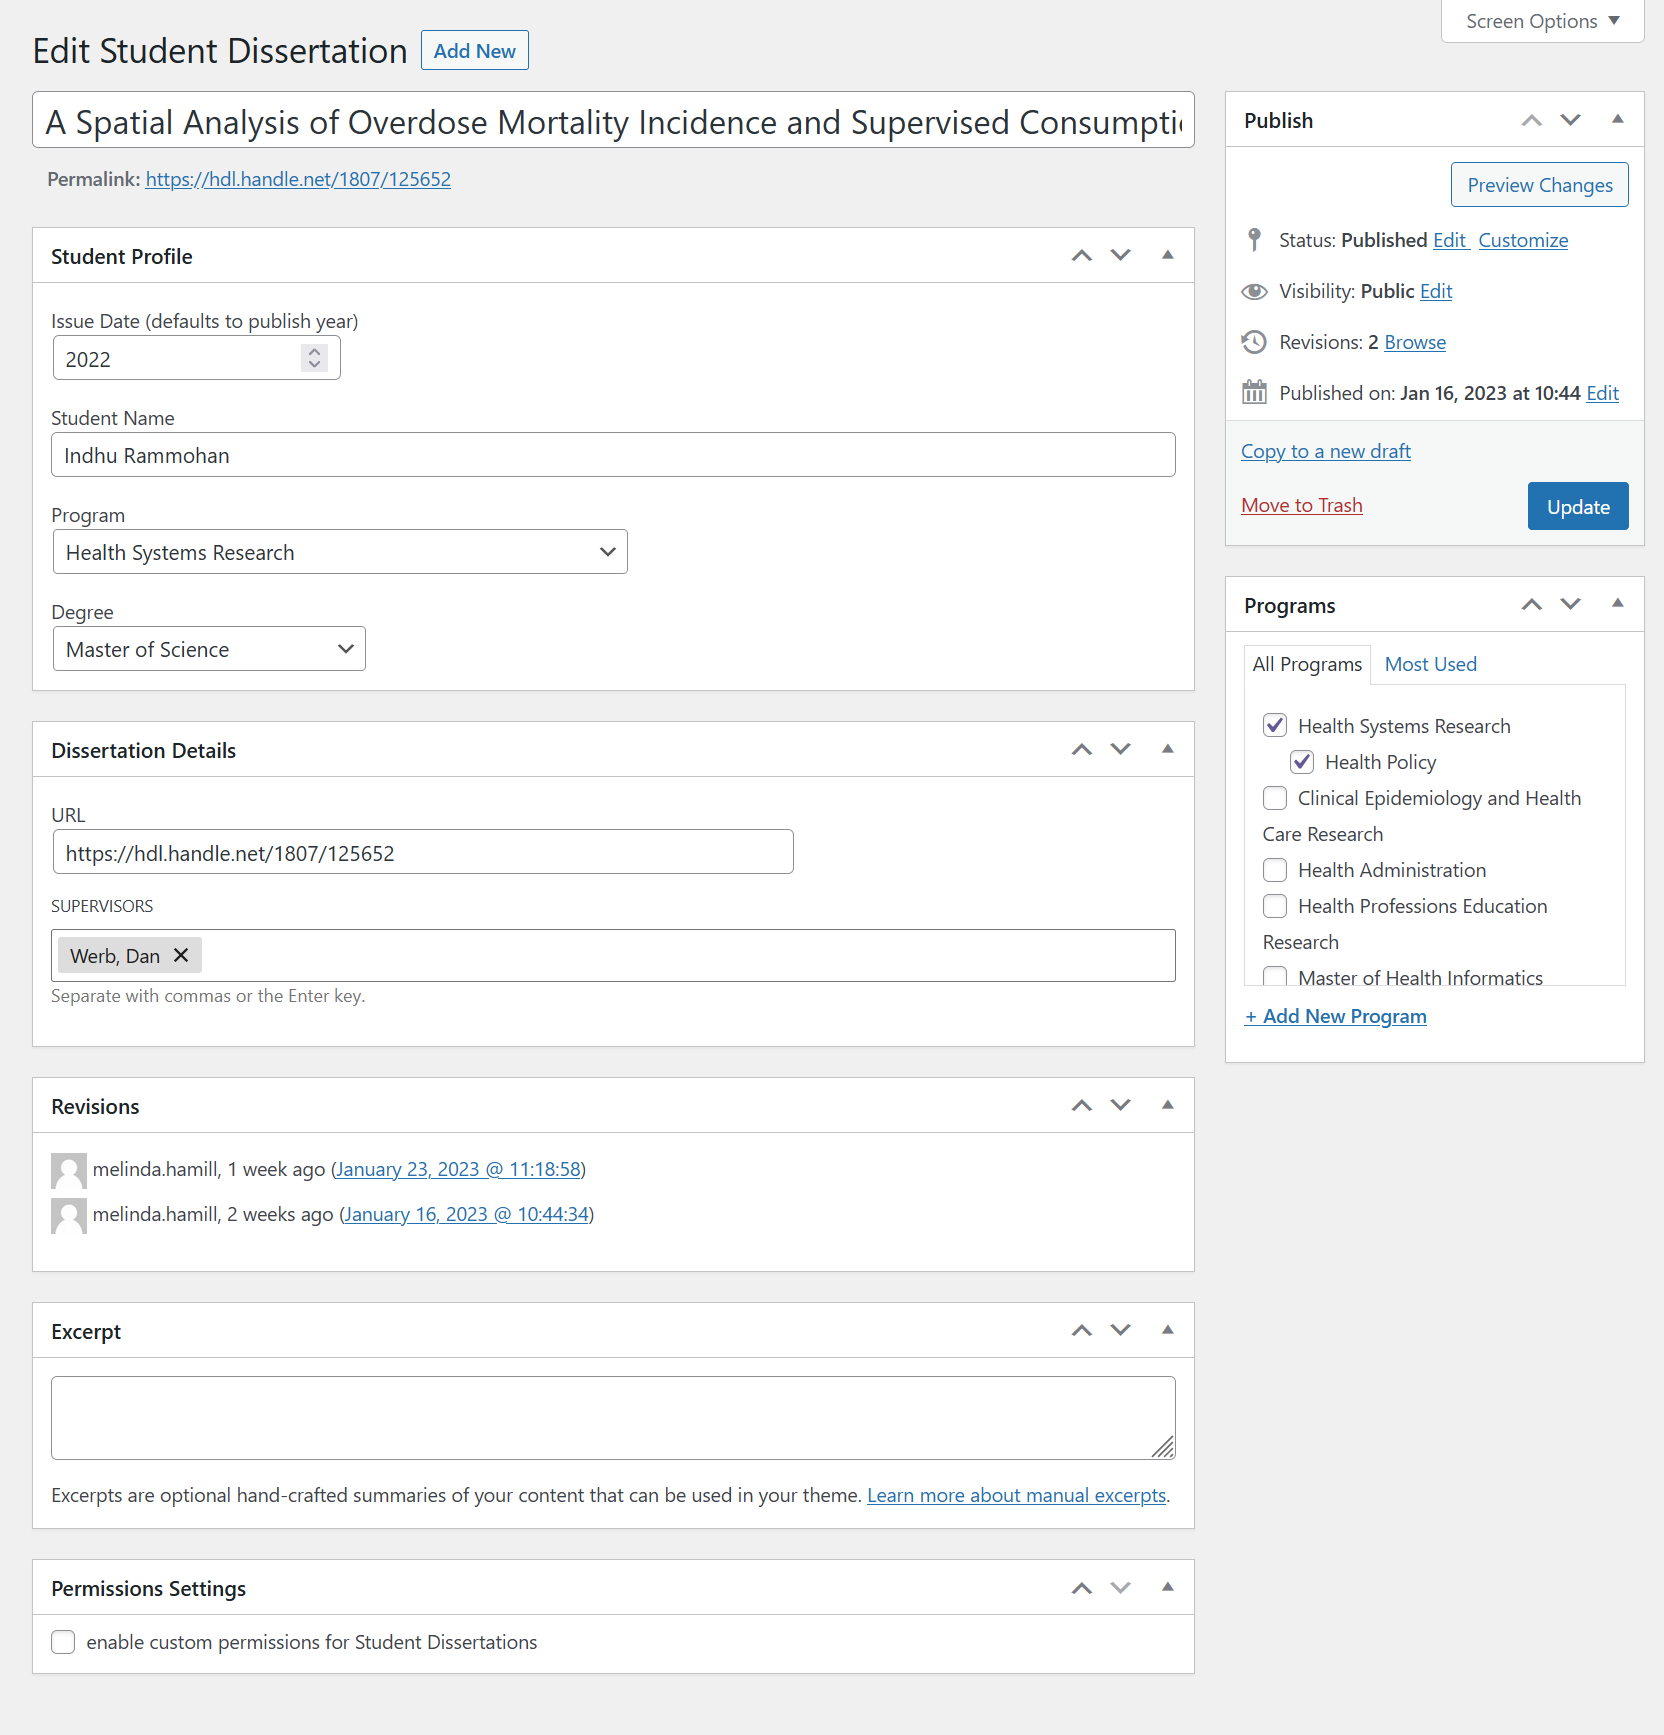 Screen Options
Edit Student Dissertation Add New
A Spatial Analysis of Overdose Mortality Incidence and Supervised
Permalink: https://hdl.handle.net/1807/125652
Student Profile
Issue Date (defaults to publish year)
2022
Student Name
Indhu Rammohan
Program
Health Systems Research
Degree
Master of Science
Dissertation Details
URL
https://hdl.handle.net/1807/125652
SUPERVISORS
Werb, Dan
Separate with commas or the Enter key.
Revisions
melinda.hamill, 1 week ago (January 23, 2023 @ 11:18:58)
melinda.hamill, 2 weeks ago (January 16, 2023 @ 10:44:34)
Excerpt
Excerpts are optional hand-crafted summaries of your content that can be used in your theme. Learn more about manual excerpts.
Permissions Settings
enable custom permissions for Student Dissertations
Publish
Preview Changes
Status: Published Edit Customize
Visibility: Public Edit
Revisions: 2 Browse
Published on: Jan 16, 2023 at 10:44 Edit
Copy to a new draft
Move to Trash
Update
Programs
All Programs Most Used
Health Systems Research
Health Policy
Clinical Epidemiology and Health
Care Research
Health Administration
Health Professions Education
Research
Master of Health Informatics
+ Add New Program